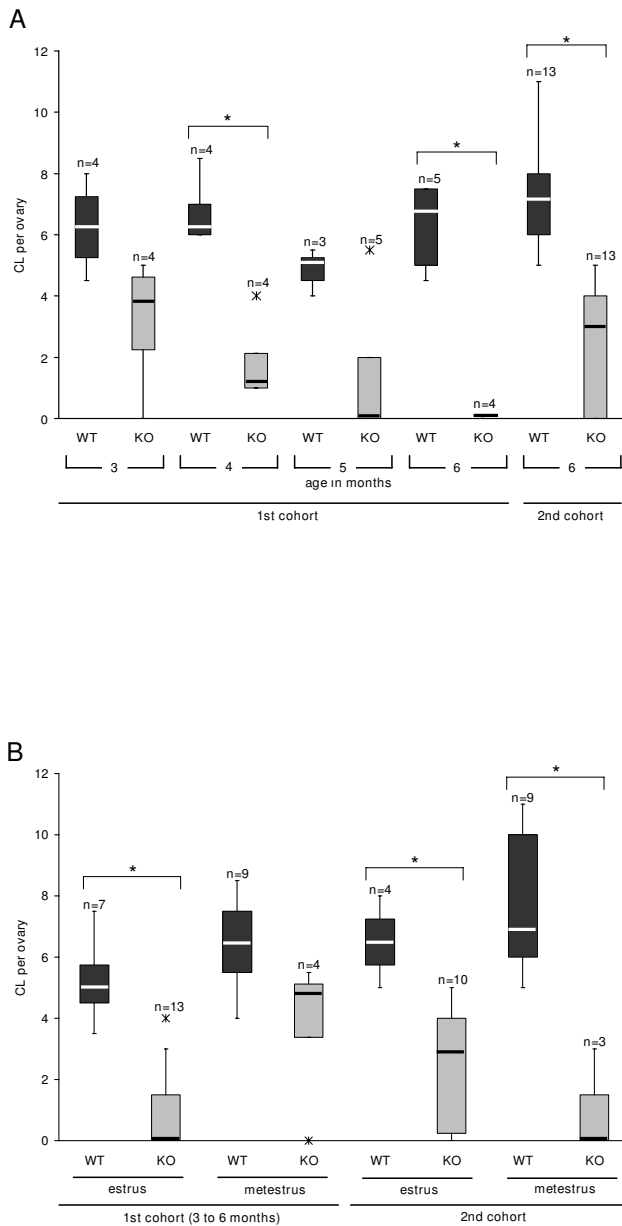 A
12
*
n=13
10
*
n=4
n=4
*
n=5
8
CL per ovary
6
n=3
n=5
n=4
n=13
4
n=4
2
n=4
0
WT KO WT KO WT KO WT KO WT KO
3 4 5 6 6
age in months
1st cohort 2nd cohort
B
12
*
n=9
10
*
n=4
*
n=7
n=9
8
CL per ovary
6
n=4
n=10
n=13
4
n=3
2
0
WT KO WT KO WT KO WT KO
estrus metestrus estrus metestrus
1st cohort (3 to 6 months) 2nd cohort